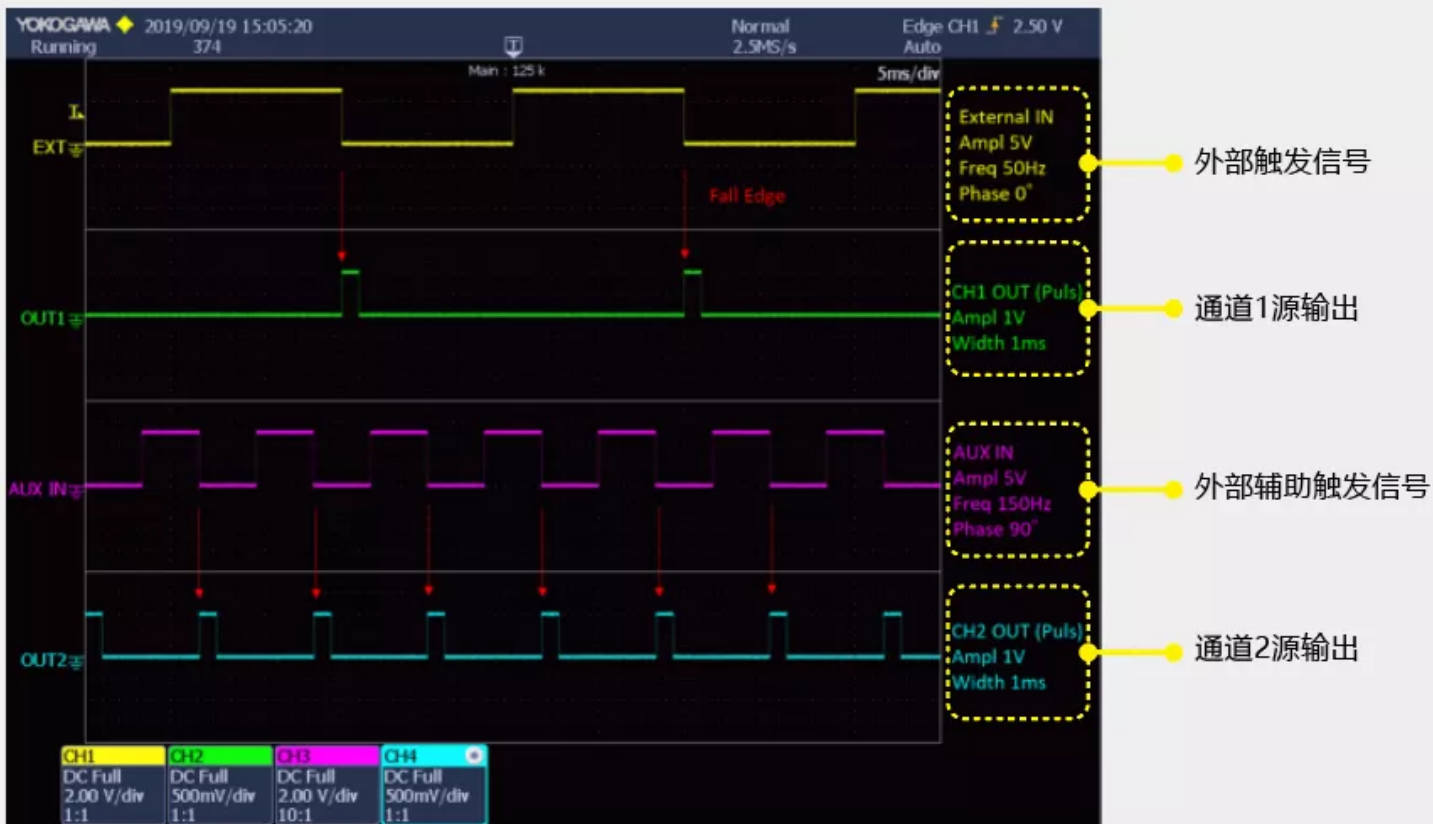 YOKOGAWA 2019/09/19 15:05:20 Normal Edge CH1 2.50 V
Running 374 T 2.5MS/s Auto
Main : 125 k 5ms/div
EXT
Fall Edge
External IN
Ampl 5V
Freq 50Hz
Phase 0°
外部触发信号
OUT1
CH1 OUT (Puls)
Ampl 1V
Width 1ms
通道1源输出
AUX IN
AUX IN
Ampl 5V
Freq 150Hz
Phase 90°
外部辅助触发信号
OUT2
CH2 OUT (Puls)
Ampl 1V
Width 1ms
通道2源输出
CH1 CH2 CH3 CH4
DC Full DC Full DC Full DC Full
2.00 V/div 500mV/div 2.00 V/div 500mV/div
1:1 1:1 10:1 1:1